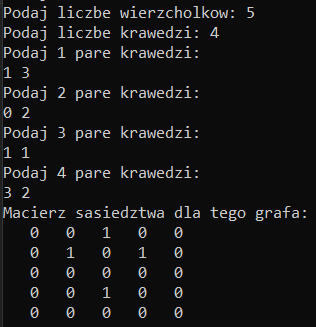 Podaj liczbe wierzcholkow: 5
Podaj liczbe krawedzi: 4
Podaj 1 pare krawedzi:
1 3
Podaj 2 pare krawedzi:
0 2
Podaj 3 pare krawedzi:
1 1
Podaj 4 pare krawedzi:
3 2
Macierz sasiedztwa dla tego grafa:
0 0 1 0 0
0 1 0 1 0
0 0 0 0 0
0 0 1 0 0
0 0 0 0 0